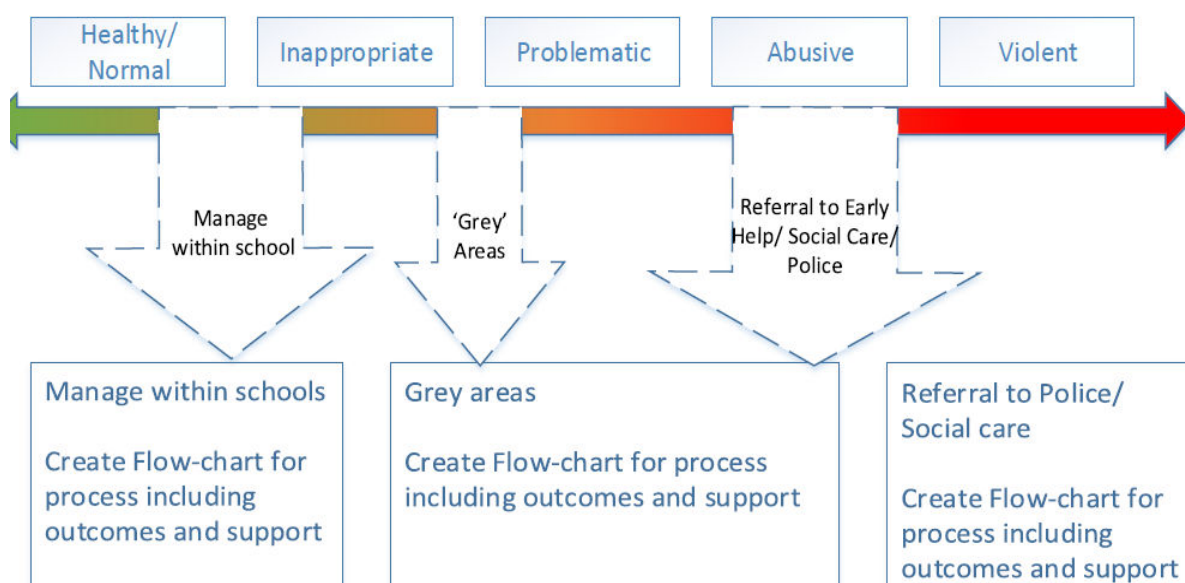 Healthy/
Normal
Inappropriate
Problematic
Abusive
Violent
Manage
within school
‘Grey’
Areas
Referral to Early
Help/ Social Care/
Police
Manage within schools
Create Flow-chart for
process including
outcomes and support
Grey areas
Create Flow-chart for process
including outcomes and support
Referral to Police/
Social care
Create Flow-chart for
process including
outcomes and support